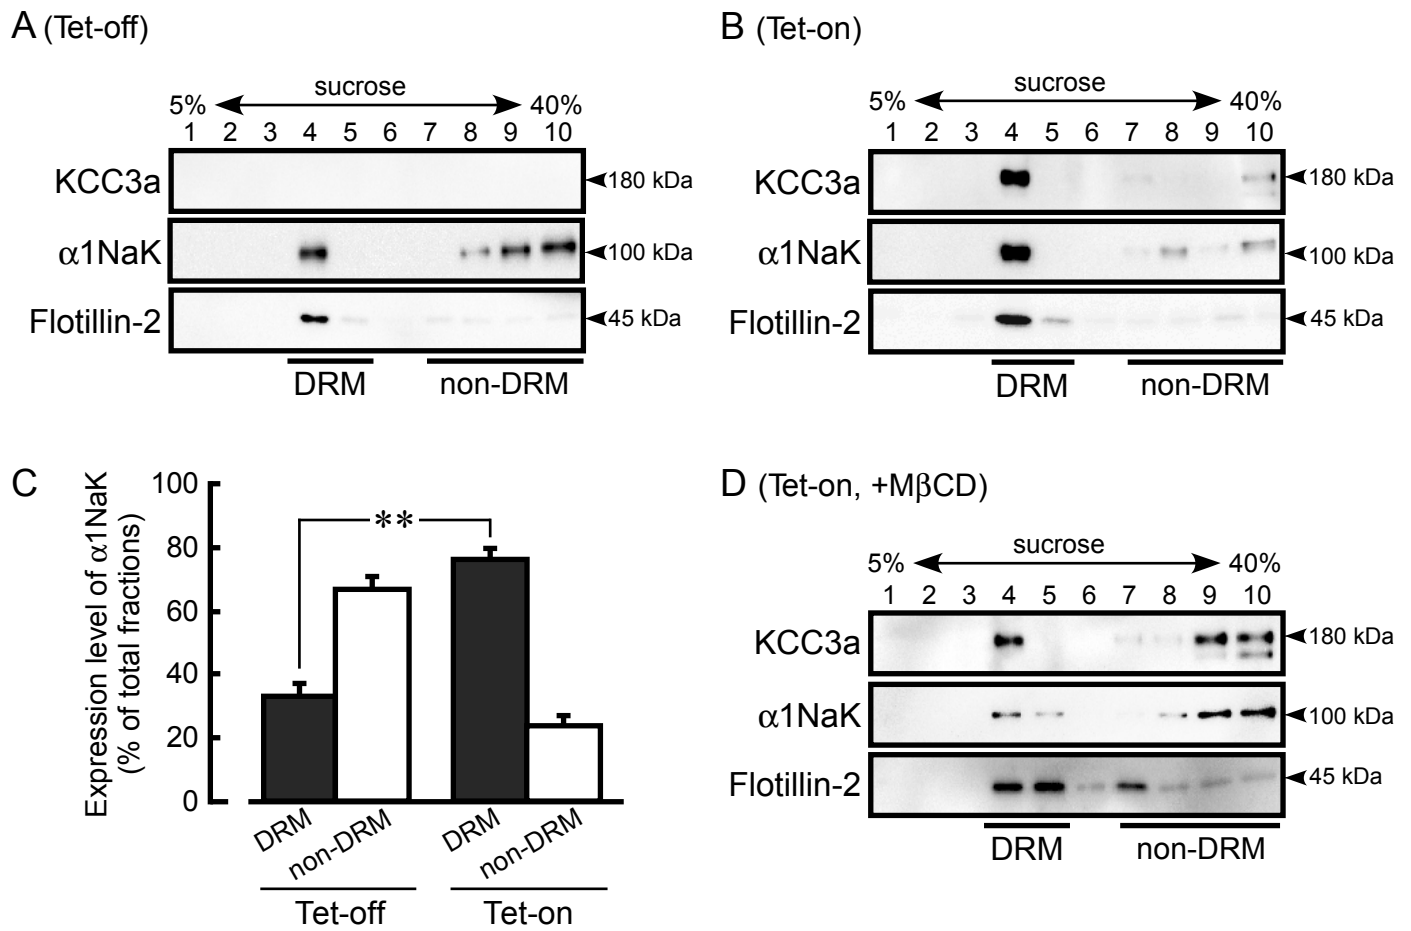 A (Tet-off)
sucrose
5% 40%
1 2 3 4 5 6 7 8 9 10
KCC3a 180 kDa
α1NaK 100 kDa
Flotillin-2 45 kDa
DRM non-DRM
B (Tet-on)
sucrose
5% 40%
1 2 3 4 5 6 7 8 9 10
KCC3a 180 kDa
α1NaK 100 kDa
Flotillin-2 45 kDa
DRM non-DRM
C
Expression level of α1NaK
(% of total fractions)
100
80
60
40
20
0
**
DRM non-DRM DRM non-DRM
Tet-off Tet-on
D (Tet-on, +MβCD)
sucrose
5% 40%
1 2 3 4 5 6 7 8 9 10
KCC3a 180 kDa
α1NaK 100 kDa
Flotillin-2 45 kDa
DRM non-DRM